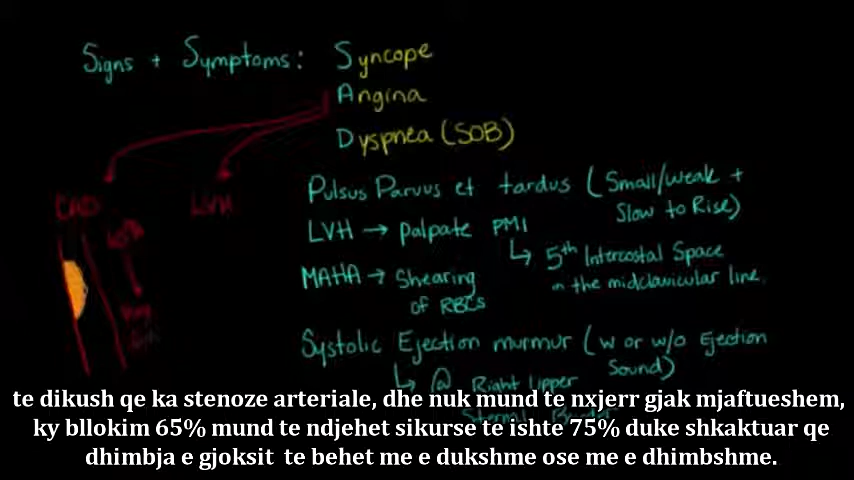 Signs + Symptoms: Syncope
Angina
Dyspnea (SOB)
Pulsus Parvus et tardus (Small/weak +
Slow to Rise)
CAD
LVH
LVH → palpate PMI
↳ 5th Intercostal Space
in the midclavicular line.
MAHA → Shearing
of RBCs
Systolic Ejection murmur (w or w/o Ejection
Sound)
↳ @ Right upper
Sternal Border
te dikush qe ka stenoze arteriale, dhe nuk mund te nxjerr gjak mjaftueshem,
ky bllokim 65% mund te ndjehet sikurse te ishte 75% duke shkaktuar qe
dhimbja e gjoksit te behet me e dukshme ose me e dhimbshme.